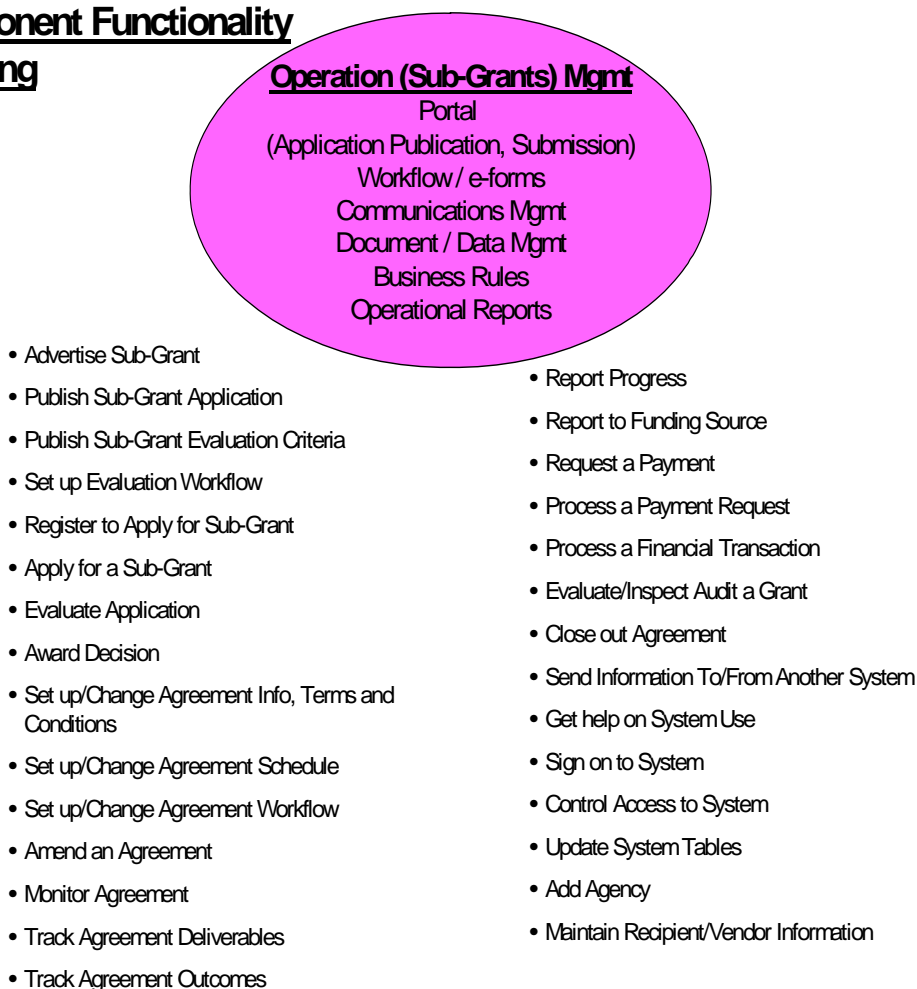 onent Functionality
ng
Operation (Sub-Grants) Mgmt
Portal
(Application Publication, Submission)
Workflow / e-forms
Communications Mgmt
Document / Data Mgmt
Business Rules
Operational Reports
• Advertise Sub-Grant
• Publish Sub-Grant Application
• Publish Sub-Grant Evaluation Criteria
• Set up Evaluation Workflow
• Register to Apply for Sub-Grant
• Apply for a Sub-Grant
• Evaluate Application
• Award Decision
• Set up/Change Agreement Info, Terms and
Conditions
• Set up/Change Agreement Schedule
• Set up/Change Agreement Workflow
• Amend an Agreement
• Monitor Agreement
• Track Agreement Deliverables
• Track Agreement Outcomes
• Report Progress
• Report to Funding Source
• Request a Payment
• Process a Payment Request
• Process a Financial Transaction
• Evaluate/Inspect Audit a Grant
• Close out Agreement
• Send Information To/From Another System
• Get help on System Use
• Sign on to System
• Control Access to System
• Update System Tables
• Add Agency
• Maintain Recipient/Vendor Information